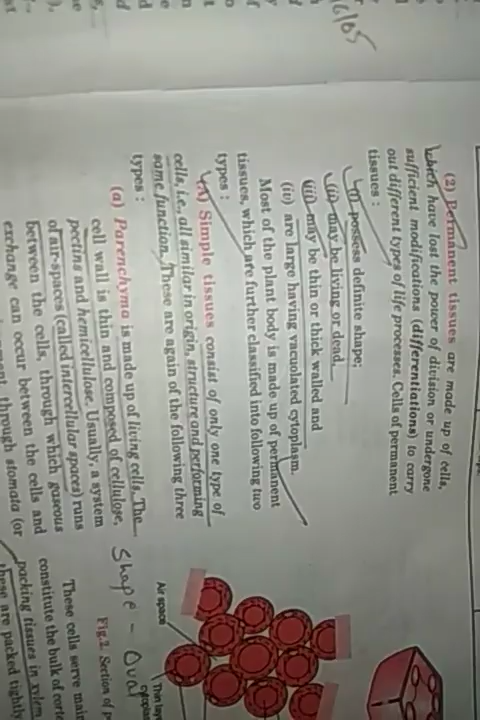 (2) Permanent tissues are made up of cells,
which have lost the power of division or undergone
sufficient modifications (differentiations) to carry
out different types of life processes. Cells of permanent
tissues :
(i) possess definite shape;
(ii) may be living or dead.
(iii) may be thin or thick walled and
(iv) are large having vacuolated cytoplasm.
Most of the plant body is made up of permanent
tissues, which are further classified into following two
types :
(A) Simple tissues consist of only one type of
cells, i.e., all similar in origin, structure and performing
same function. These are again of the following three
types :
(a) Parenchyma is made up of living cells. The
cell wall is thin and composed of cellulose,
pectins and hemicellulose. Usually, a system
of air-spaces (called intercellular spaces) runs
between the cells, through which gaseous
exchange can occur between the cells and
through stomata (or
Air space
Thin
Fig.2. Section of
Shape - Oval
These cells serve
constitute the bulk of
packing tissues in xylem,
these are packed tightly